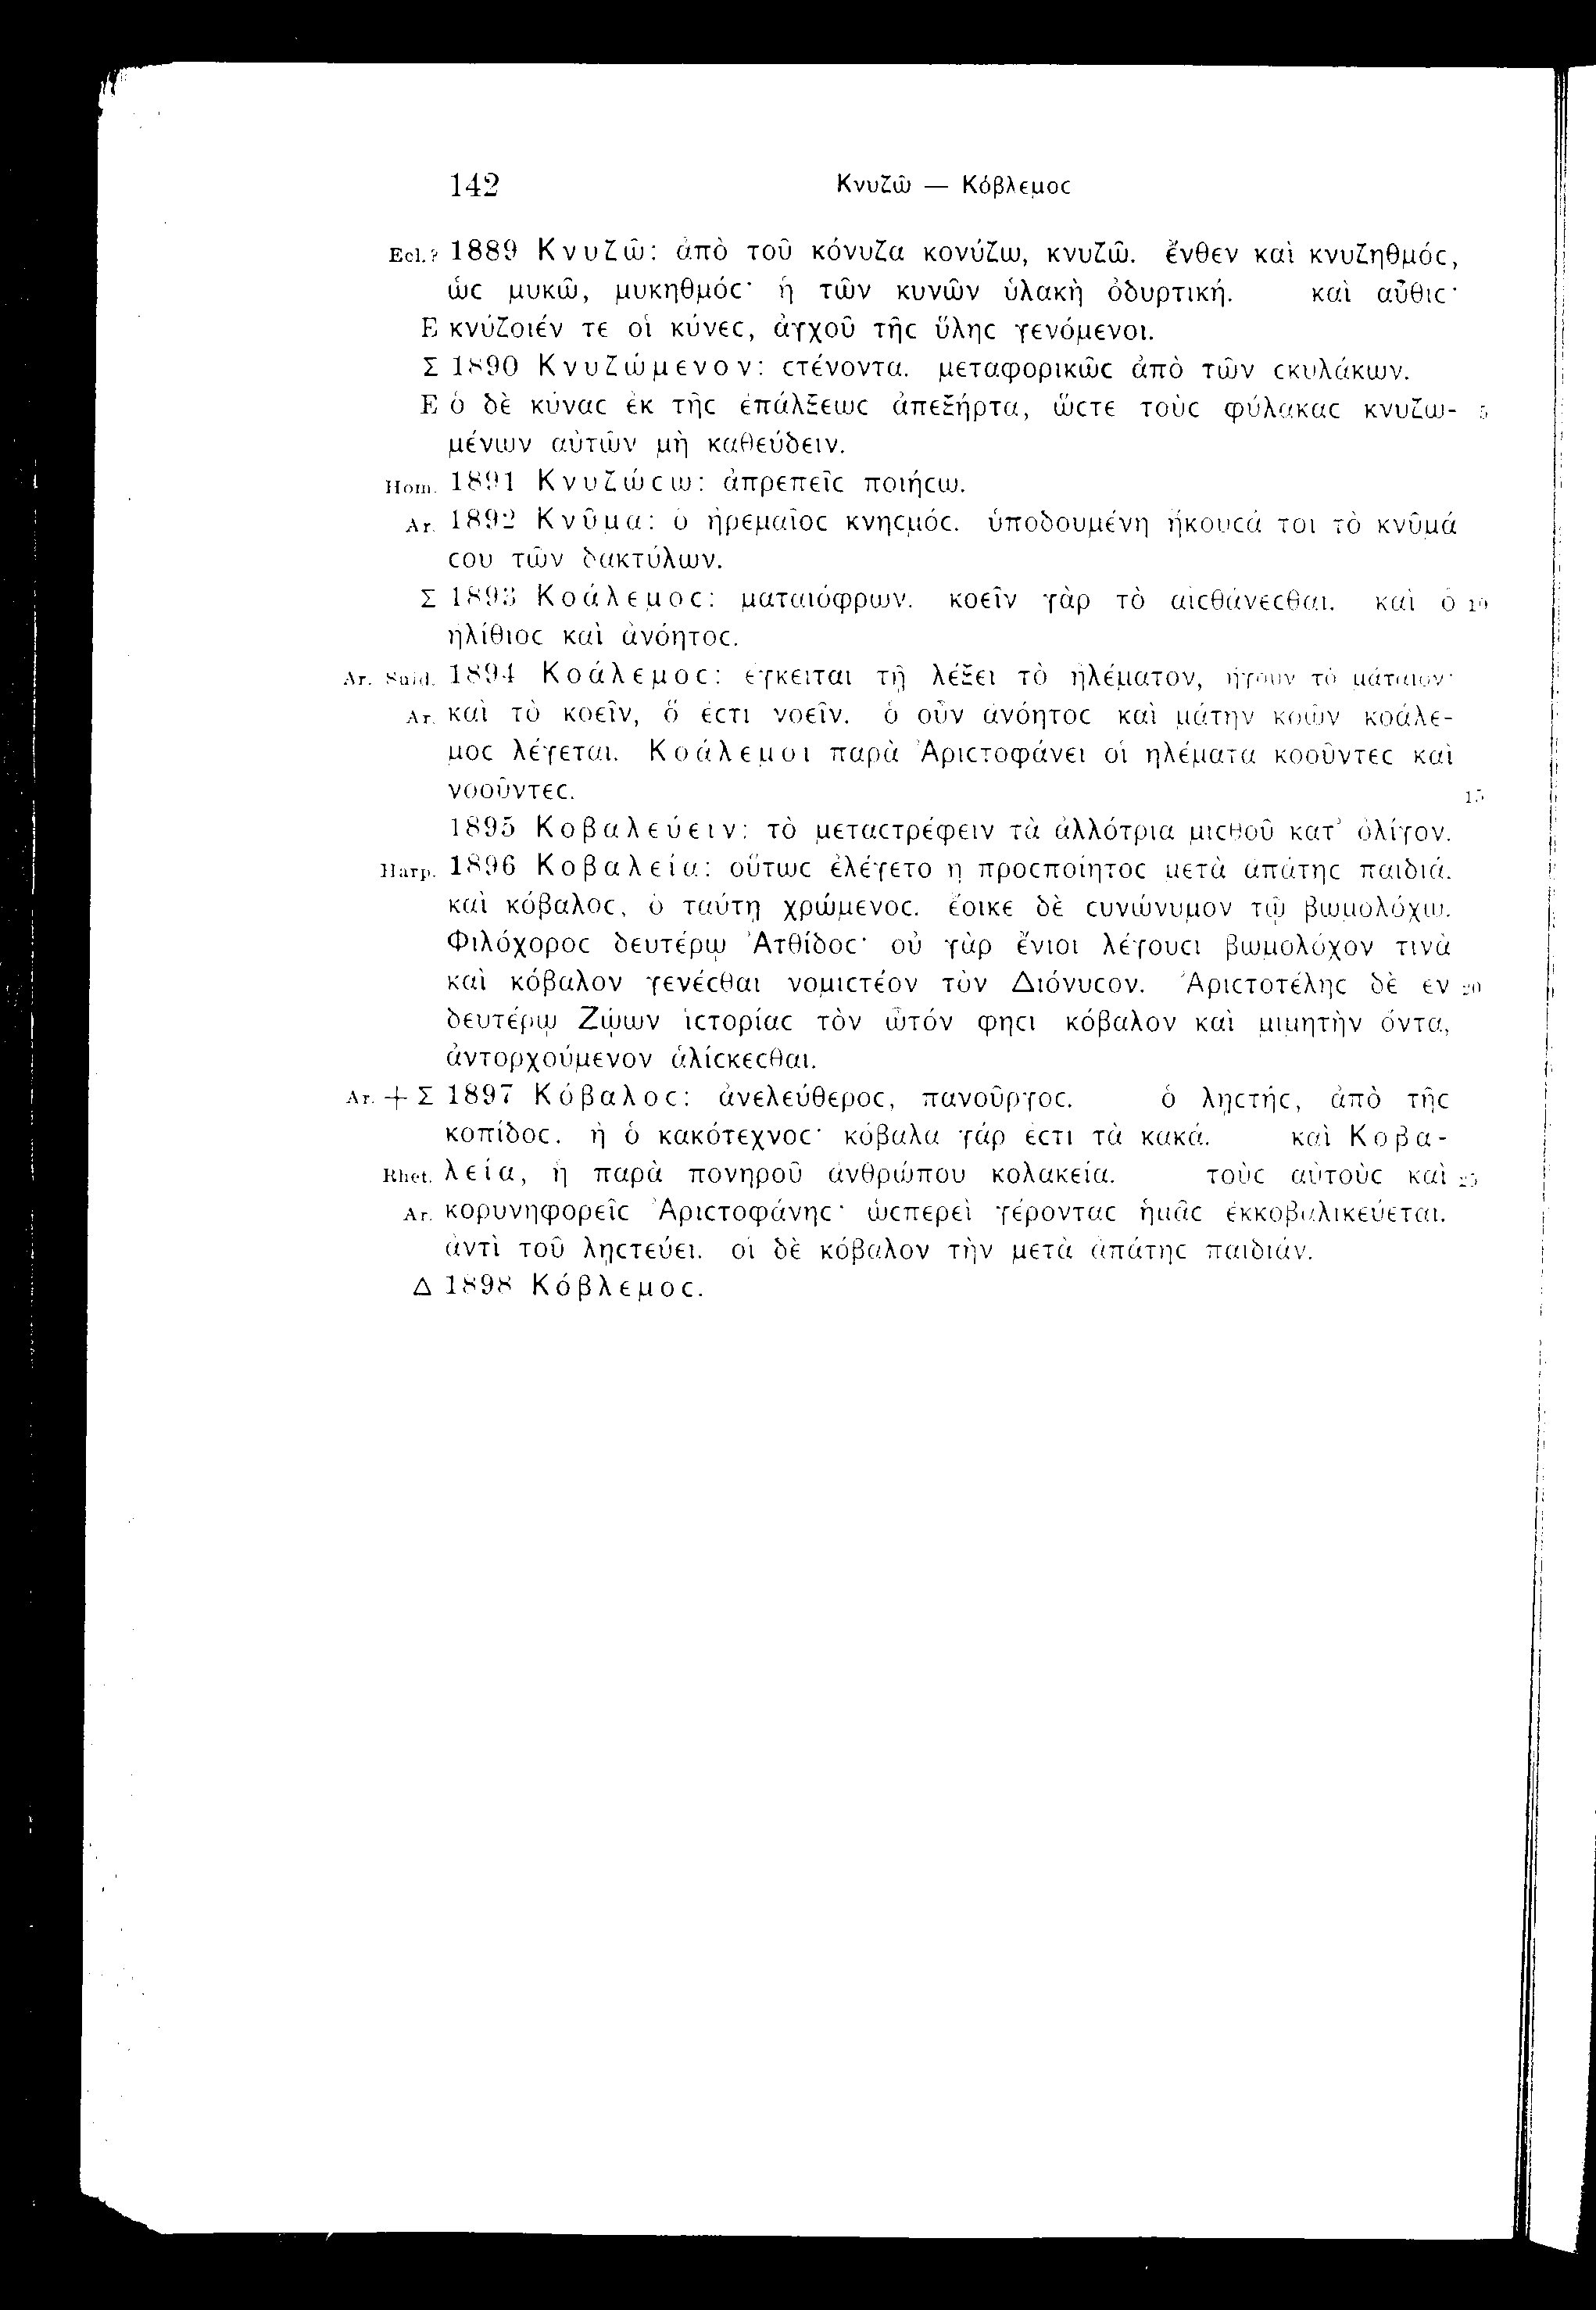 142 Κνυζῶ — Κόβλεμοϲ
Ecl.? 1889 Κνυζῶ: ἀπὸ τοῦ κόνυζα κονύζω, κνυζῶ. ἔνθεν καὶ κνυζηθμόϲ,
ὡϲ μυκῶ, μυκηθμόϲ· ἡ τῶν κυνῶν ὑλακὴ ὀδυρτική. καὶ αὖθιϲ·
E κνύζοιέν τε οἱ κύνεϲ, ἀγχοῦ τῆϲ ὕληϲ γενόμενοι.
Σ 1890 Κνυζώμενον: ϲτένοντα. μεταφορικῶϲ ἀπὸ τῶν ϲκυλάκων.
E ὁ δὲ κύναϲ ἐκ τῆϲ ἐπάλξεωϲ ἀπεξήρτα, ὥϲτε τοὺϲ φύλακαϲ κνυζω- 5
μένων αὐτῶν μὴ καθεύδειν.
Hom. 1891 Κνυζώϲω: ἀπρεπεῖϲ ποιήϲω.
Ar. 1892 Κνῦμα: ὁ ἠρεμαῖοϲ κνηϲμόϲ. ὑποδουμένη ἤκουϲά τοι τὸ κνῦμά
ϲου τῶν δακτύλων.
Σ 1893 Κοάλεμοϲ: ματαιόφρων. κοεῖν γὰρ τὸ αἰϲθάνεϲθαι. καὶ ὁ 10
ἠλίθιοϲ καὶ ἀνόητοϲ.
Ar. Suid. 1894 Κοάλεμοϲ: ἔγκειται τῇ λέξει τὸ ἠλέματον, ἤγουν τὸ μάταιον·
Ar. καὶ τὸ κοεῖν, ὅ ἐϲτι νοεῖν. ὁ οὖν ἀνόητοϲ καὶ μάτην κοῶν κοάλε-
μοϲ λέγεται. Κοάλεμοι παρὰ Ἀριϲτοφάνει οἱ ἠλέματα κοοῦντεϲ καὶ
νοοῦντεϲ. 15
1895 Κοβαλεύειν: τὸ μεταϲτρέφειν τὰ ἀλλότρια μιϲθοῦ κατ’ ὀλίγον.
Harp. 1896 Κοβαλεία: οὕτωϲ ἐλέγετο ἡ προϲποίητοϲ μετὰ ἀπάτηϲ παιδιά.
καὶ κόβαλοϲ, ὁ ταύτῃ χρώμενοϲ. ἔοικε δὲ ϲυνώνυμον τῷ βωμολόχῳ.
Φιλόχοροϲ δευτέρῳ Ἀτθίδοϲ· οὐ γὰρ ἔνιοι λέγουϲι βωμολόχον τινὰ
καὶ κόβαλον γενέϲθαι νομιϲτέον τὸν Διόνυϲον. Ἀριϲτοτέληϲ δὲ ἐν 20
δευτέρῳ Ζῴων ἱϲτορίαϲ τὸν ὦτόν φηϲι κόβαλον καὶ μιμητὴν ὄντα,
ἀντορχούμενον ἁλίϲκεϲθαι.
Ar. + Σ 1897 Κόβαλοϲ: ἀνελεύθεροϲ, πανοῦργοϲ. ὁ λῃϲτήϲ, ἀπὸ τῆϲ
κοπίδοϲ. ἢ ὁ κακότεχνοϲ· κόβαλα γάρ ἐϲτι τὰ κακά. καὶ Κοβα-
Rhet. λεία, ἡ παρὰ πονηροῦ ἀνθρώπου κολακεία. τοὺϲ αὐτοὺϲ καὶ 25
Ar. κορυνηφορεῖϲ Ἀριϲτοφάνηϲ· ὡϲπερεὶ γέρονταϲ ἡμᾶϲ ἐκκοβαλικεύεται.
ἀντὶ τοῦ λῃϲτεύει. οἱ δὲ κόβαλον τὴν μετὰ ἀπάτηϲ παιδιάν.
Δ 1898 Κόβλεμοϲ.